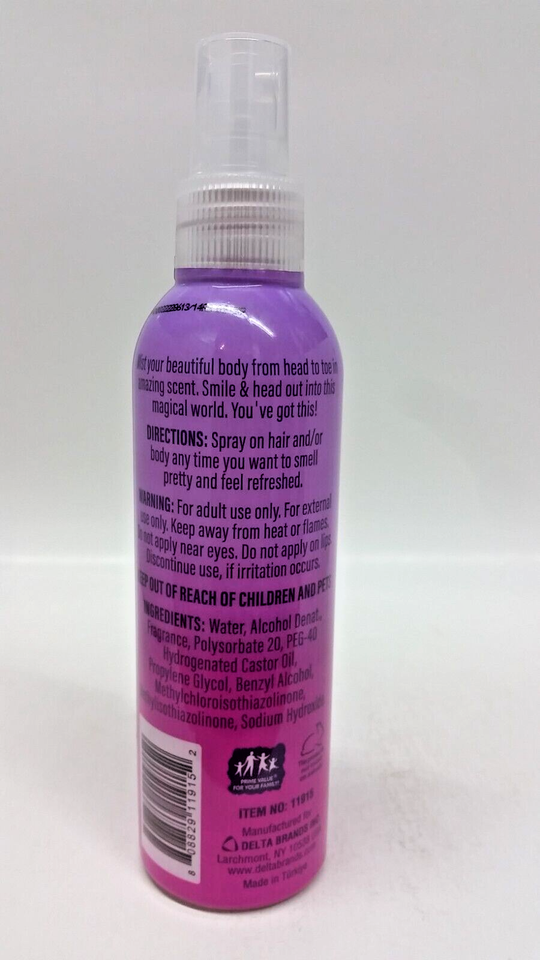 your beautiful body from head to toe in
amazing scent. Smile & head out into this
magical world. You've got this!
DIRECTIONS: Spray on hair and/or
body any time you want to smell
pretty and feel refreshed.
WARNING: For adult use only. For external
use only. Keep away from heat or flames.
not apply near eyes. Do not apply on lips
Discontinue use, if irritation occurs.
KEEP OUT OF REACH OF CHILDREN AND PETS
INGREDIENTS: Water, Alcohol Denat.,
Fragrance, Polysorbate 20, PEG-40
Hydrogenated Castor Oil,
Propylene Glycol, Benzyl Alcohol,
Methylchloroisothiazolinone,
Methylisothiazolinone, Sodium Hydroxide
8 08829 11915 2
PRIME VALUE™
FOR YOUR FAMILY!
ITEM NO: 11915
Manufactured for
DELTA BRANDS INC.
Larchmont, NY 10538
www.deltabrands.
Made in Türkiye